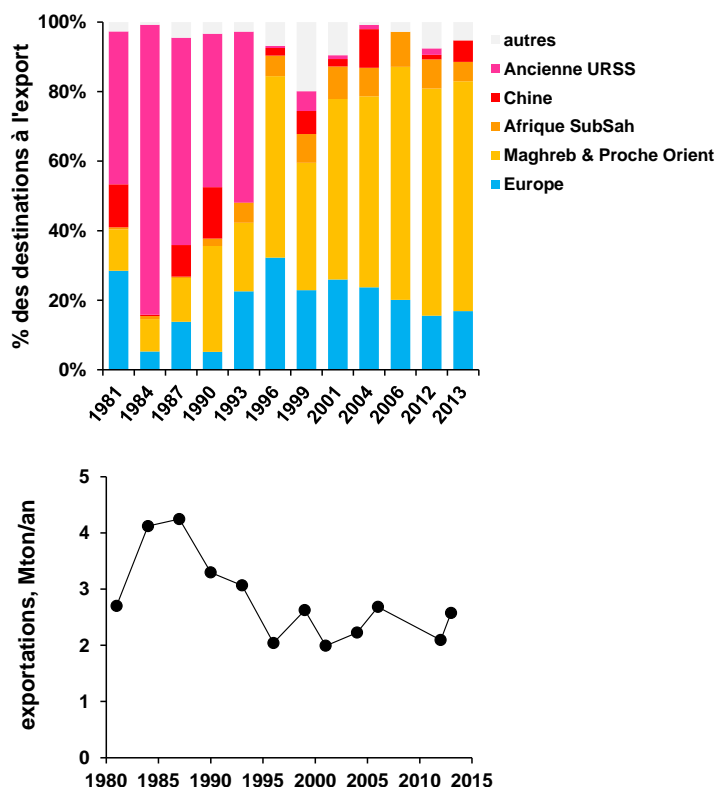 % des destinations à l'export
100%
80%
60%
40%
20%
0%
1981
1984
1987
1990
1993
1996
1999
2001
2004
2006
2012
2013
autres
Ancienne URSS
Chine
Afrique SubSah
Maghreb & Proche Orient
Europe
exportations, Mton/an
5
4
3
2
1
0
1980 1985 1990 1995 2000 2005 2010 2015